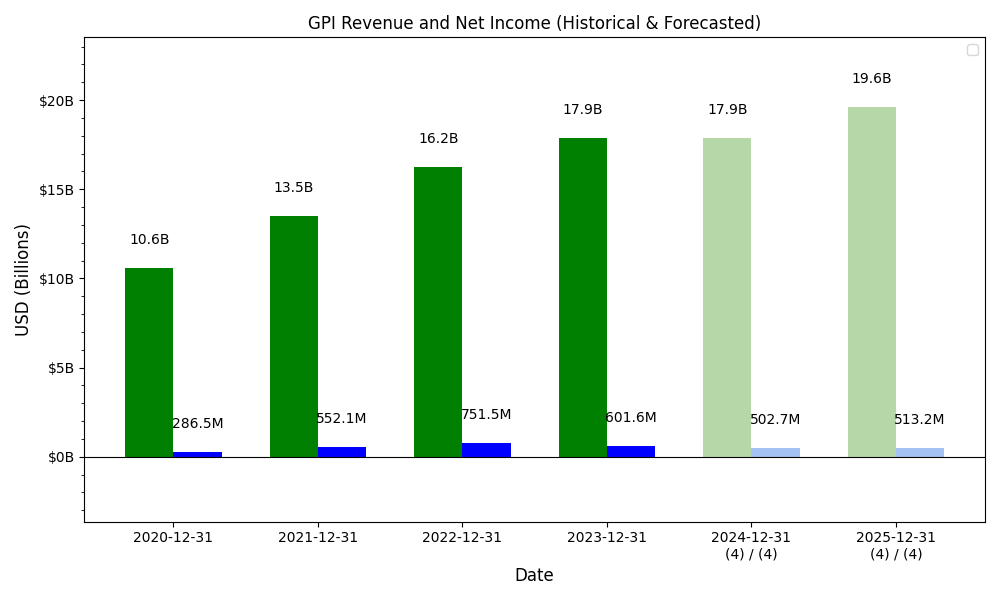 GPI Revenue and Net Income (Historical & Forecasted)
USD (Billions)
$20B
$15B
$10B
$5B
$0B
10.6B
286.5M
13.5B
552.1M
16.2B
751.5M
17.9B
601.6M
17.9B
502.7M
19.6B
513.2M
2020-12-31
2021-12-31
2022-12-31
2023-12-31
2024-12-31
(4) / (4)
2025-12-31
(4) / (4)
Date